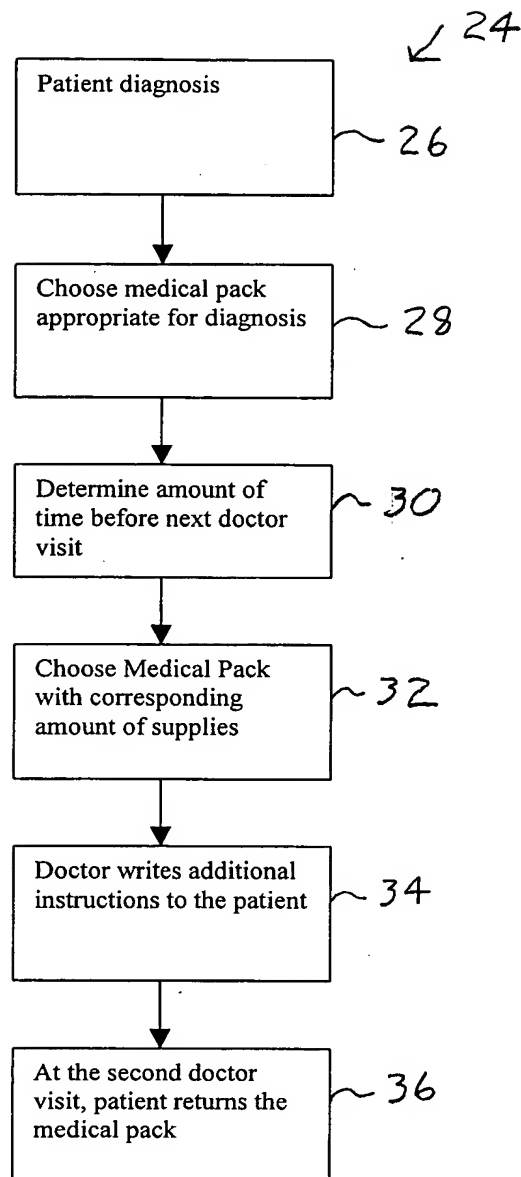 24
Patient diagnosis
26
Choose medical pack
appropriate for diagnosis
28
Determine amount of
time before next doctor
visit
30
Choose Medical Pack
with corresponding
amount of supplies
32
Doctor writes additional
instructions to the patient
34
At the second doctor
visit, patient returns the
medical pack
36